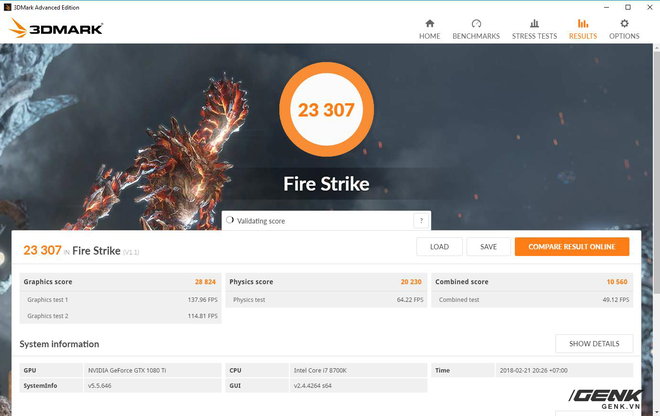 3DMark Advanced Edition
3DMARK
HOME BENCHMARKS STRESS TESTS RESULTS OPTIONS
23 307
Fire Strike
Validating score ?
23 307 IN Fire Strike (V1.1) LOAD SAVE COMPARE RESULT ONLINE
Graphics score 28 824 Physics score 20 230 Combined score 10 560
Graphics test 1 137.96 FPS Physics test 64.22 FPS Combined test 49.12 FPS
Graphics test 2 114.81 FPS
System information SHOW DETAILS
GPU NVIDIA GeForce GTX 1080 Ti CPU Intel Core i7 8700K Time 2018-02-21 20:26 +07:00
SystemInfo v5.5.646 GUI v2.4.4264 s64
GENK
GENK.VN